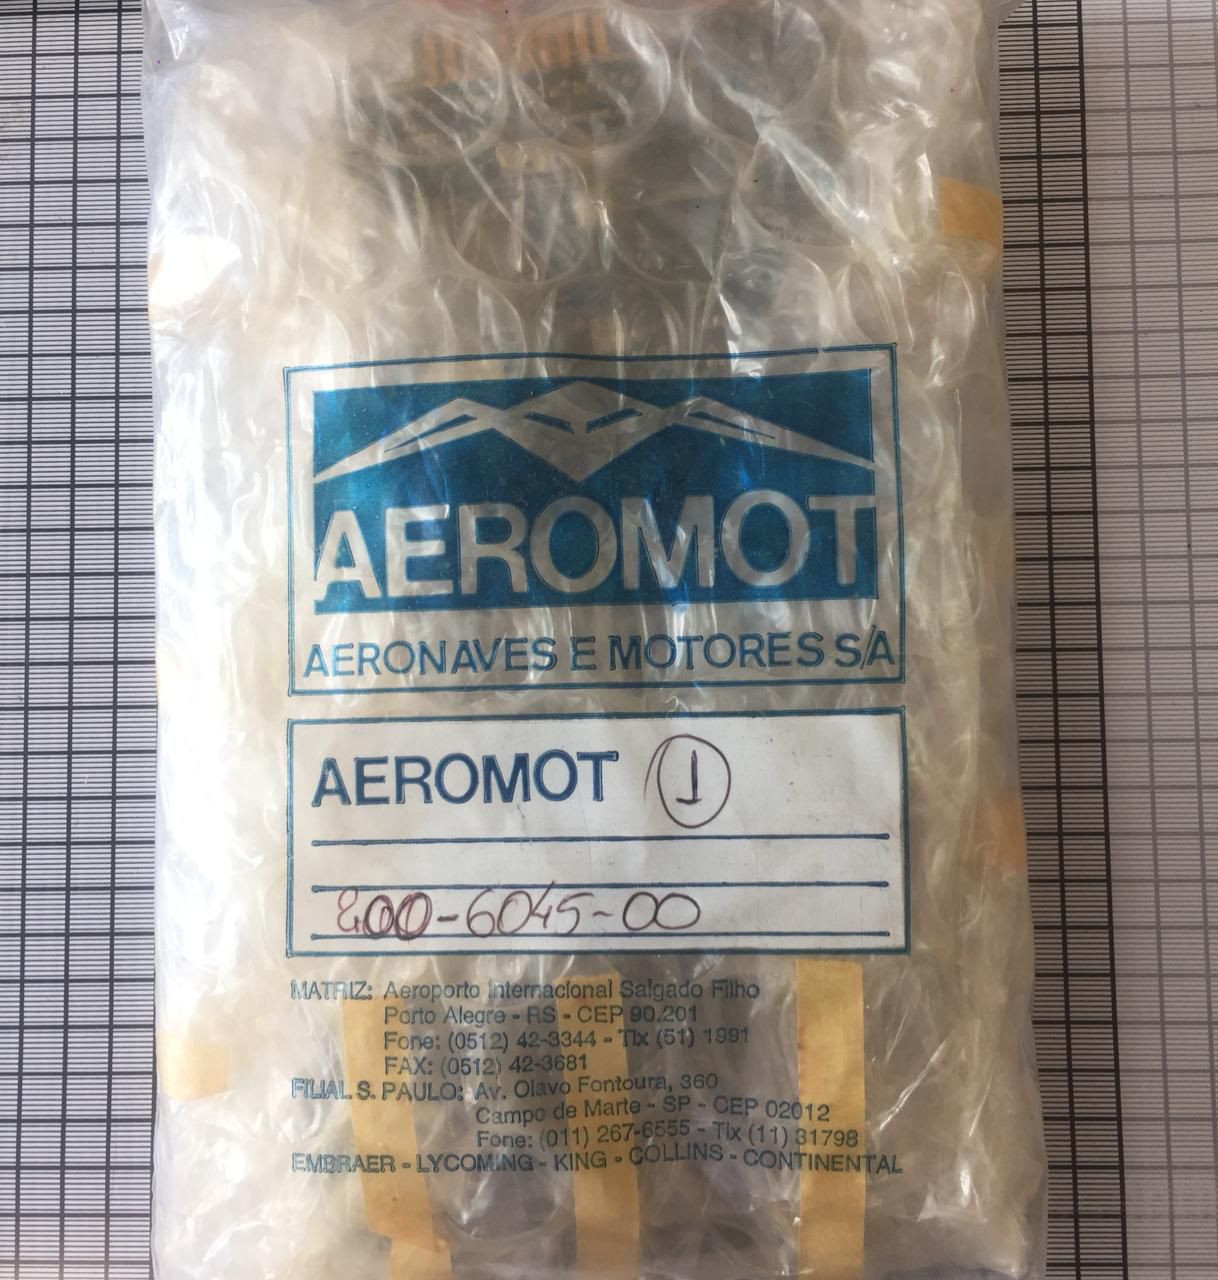 AEROMOT
AERONAVES E MOTORES S/A
AEROMOT 1
200-6045-00
MATRIZ: Aeroporto Internacional Salgado Filho
Porto Alegre - RS - CEP 90.201
Fone: (0512) 42-3344 - Tlx (51) 1991
FAX: (0512) 42-3681
FILIAL S. PAULO: Av. Olavo Fontoura, 360
Campo de Marte - SP - CEP 02012
Fone: (011) 267-6555 - Tlx (11) 31798
EMBRAER - LYCOMING - KING - COLLINS - CONTINENTAL